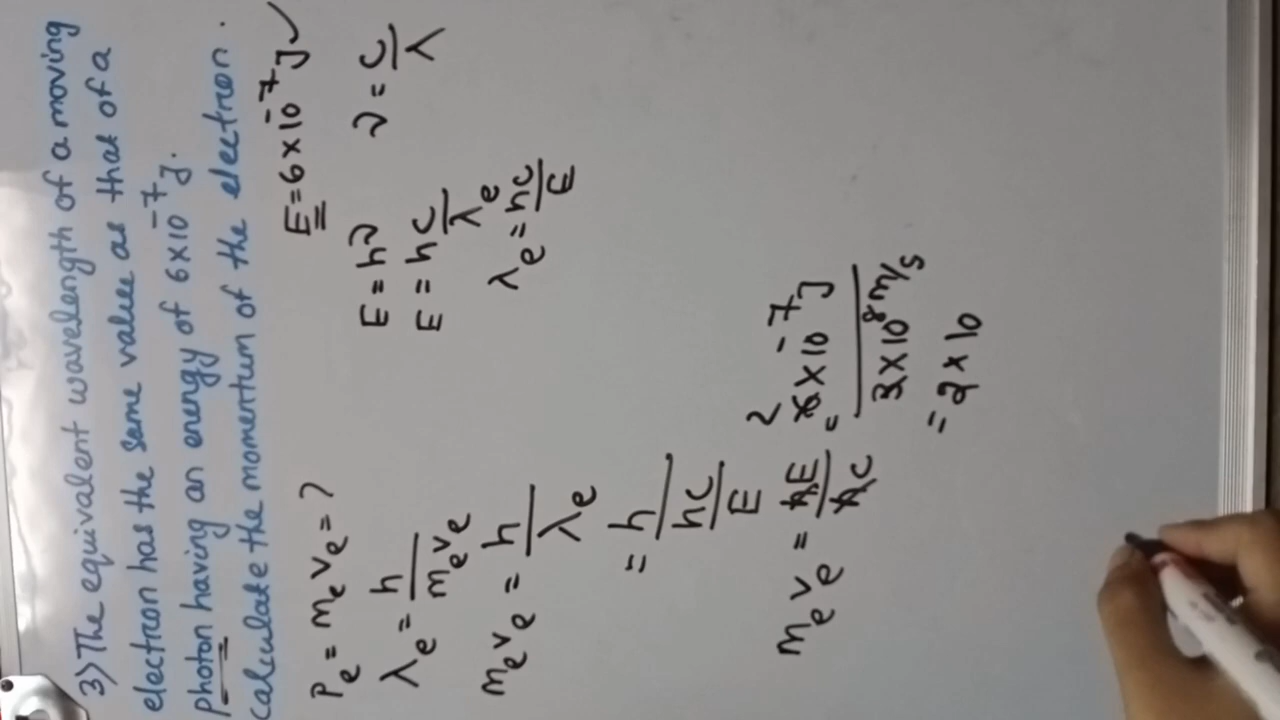 3) The equivalent wavelength of a moving
electron has the same value as that of a
photon having an energy of 6×10⁻⁷ J.
Calculate the momentum of the electron.
E = 6×10⁻⁷ J ✓
Pₑ = mₑvₑ = ?
λₑ = h/mₑvₑ
mₑvₑ = h/λₑ
= h/(hc/E)
mₑvₑ = hE/hc = 6×10⁻⁷ J/3×10⁸ m/s
2
= 2×10
E = hν
ν = c/λ
E = hc/λₑ
λₑ = hc/E